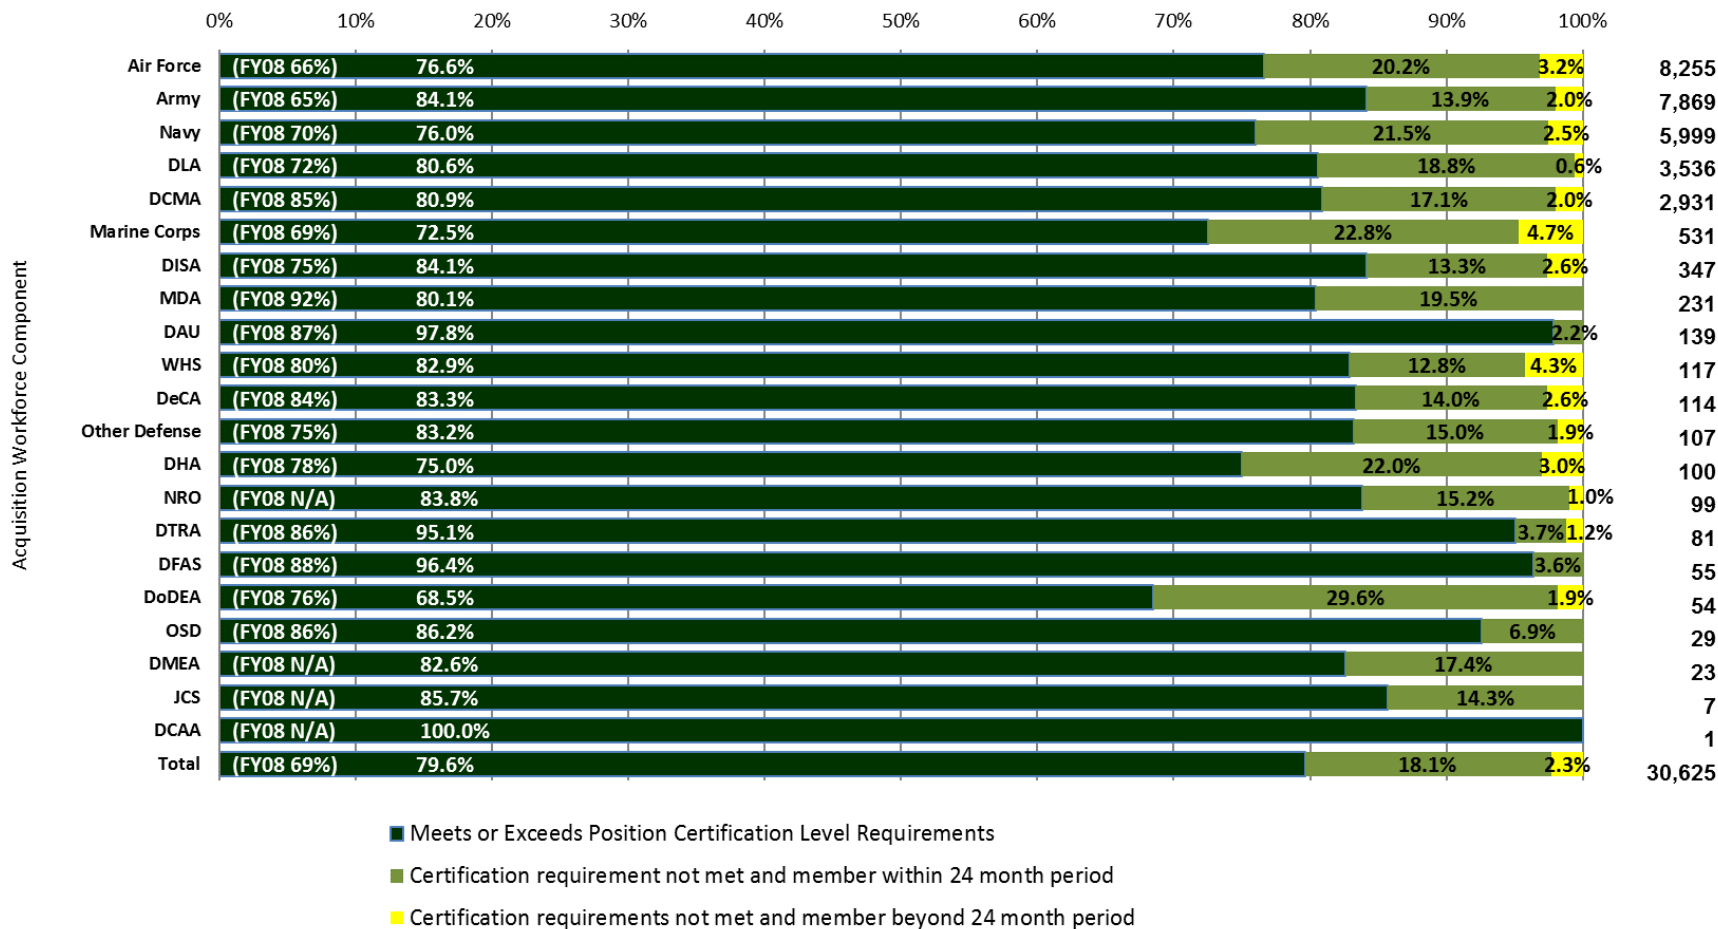 0% 10% 20% 30% 40% 50% 60% 70% 80% 90% 100%
Acquisition Workforce Component
Air Force (FY08 66%) 76.6% 20.2% 3.2% 8,255
Army (FY08 65%) 84.1% 13.9% 2.0% 7,869
Navy (FY08 70%) 76.0% 21.5% 2.5% 5,999
DLA (FY08 72%) 80.6% 18.8% 0.6% 3,536
DCMA (FY08 85%) 80.9% 17.1% 2.0% 2,931
Marine Corps (FY08 69%) 72.5% 22.8% 4.7% 531
DISA (FY08 75%) 84.1% 13.3% 2.6% 347
MDA (FY08 92%) 80.1% 19.5% 231
DAU (FY08 87%) 97.8% 2.2% 139
WHS (FY08 80%) 82.9% 12.8% 4.3% 117
DeCA (FY08 84%) 83.3% 14.0% 2.6% 114
Other Defense (FY08 75%) 83.2% 15.0% 1.9% 107
DHA (FY08 78%) 75.0% 22.0% 3.0% 100
NRO (FY08 N/A) 83.8% 15.2% 1.0% 99
DTRA (FY08 86%) 95.1% 3.7% 1.2% 81
DFAS (FY08 88%) 96.4% 3.6% 55
DoDEA (FY08 76%) 68.5% 29.6% 1.9% 54
OSD (FY08 86%) 86.2% 6.9% 29
DMEA (FY08 N/A) 82.6% 17.4% 23
JCS (FY08 N/A) 85.7% 14.3% 7
DCAA (FY08 N/A) 100.0% 1
Total (FY08 69%) 79.6% 18.1% 2.3% 30,625
Meets or Exceeds Position Certification Level Requirements
Certification requirement not met and member within 24 month period
Certification requirements not met and member beyond 24 month period